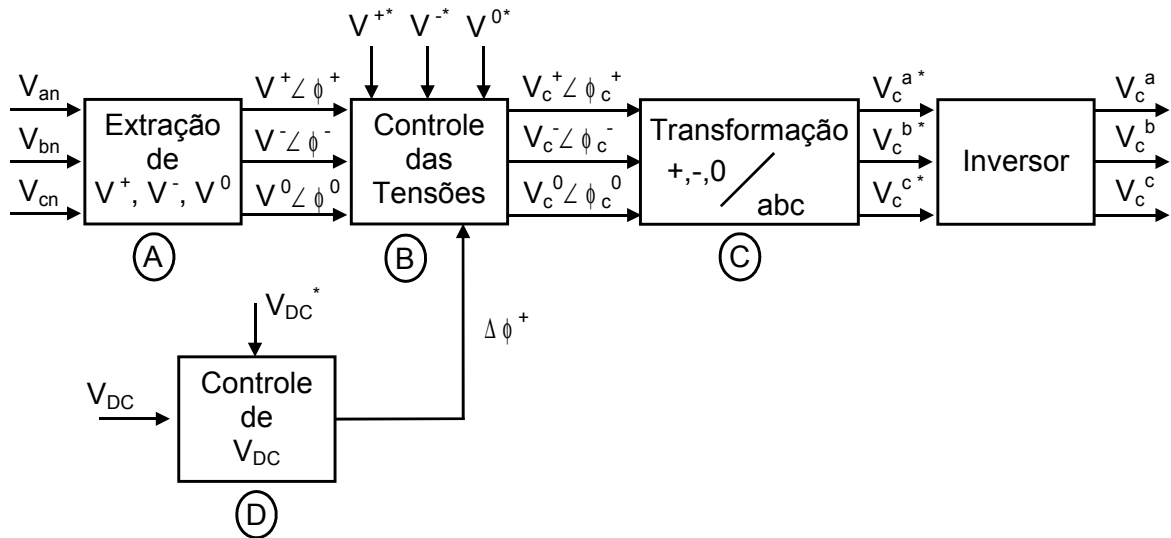 V+* V-* V0*
Van
Vbn
Vcn
Extração
de
V+, V-, V0
A
V+∠ϕ+
V-∠ϕ-
V0∠ϕ0
Controle
das
Tensões
B
Vc+∠ϕc+
Vc-∠ϕc-
Vc0∠ϕc0
Transformação
+,-,0
abc
C
Vca*
Vcb*
Vcc*
Inversor
Vca
Vcb
Vcc
VDC*
VDC
Controle
de
VDC
D
Δϕ+